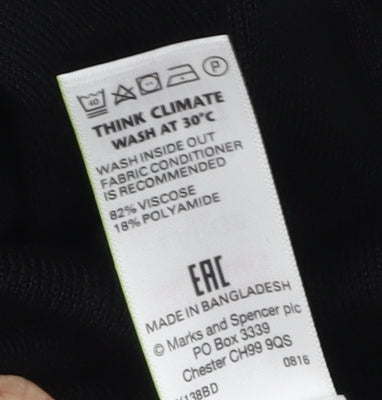 40 P
THINK CLIMATE
WASH AT 30°C
WASH INSIDE OUT
FABRIC CONDITIONER
IS RECOMMENDED
82% VISCOSE
18% POLYAMIDE
EAC
MADE IN BANGLADESH
© Marks and Spencer plc
PO Box 3339
Chester CH99 9QS
0816